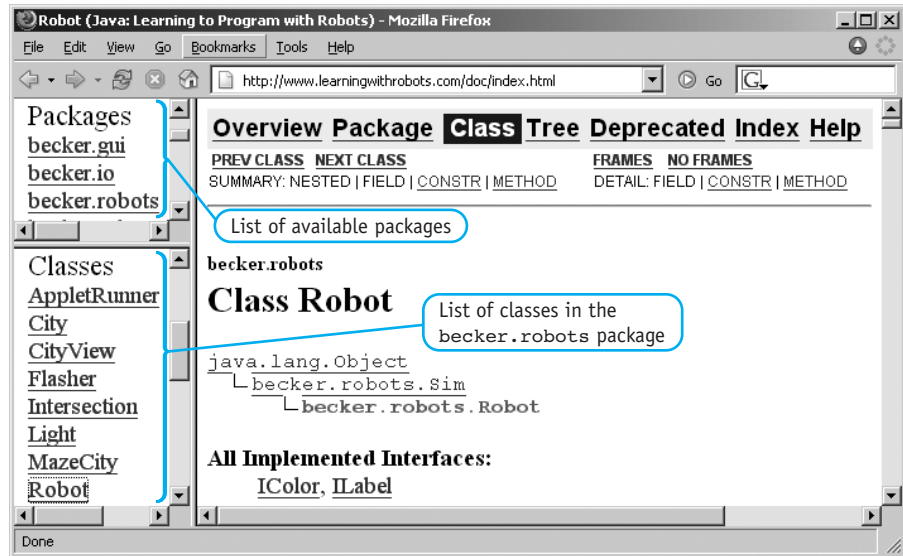 Robot (Java: Learning to Program with Robots) - Mozilla Firefox
File Edit View Go Bookmarks Tools Help
http://www.learningwithrobots.com/doc/index.html Go G
Packages
becker.gui
becker.io
becker.robots
List of available packages
Classes
AppletRunner
City
CityView
Flasher
Intersection
Light
MazeCity
Robot
Overview Package Class Tree Deprecated Index Help
PREV CLASS NEXT CLASS FRAMES NO FRAMES
SUMMARY: NESTED | FIELD | CONSTR | METHOD DETAIL: FIELD | CONSTR | METHOD
becker.robots
Class Robot
List of classes in the
becker.robots package
java.lang.Object
becker.robots.Sim
becker.robots.Robot
All Implemented Interfaces:
IColor, ILabel
Done